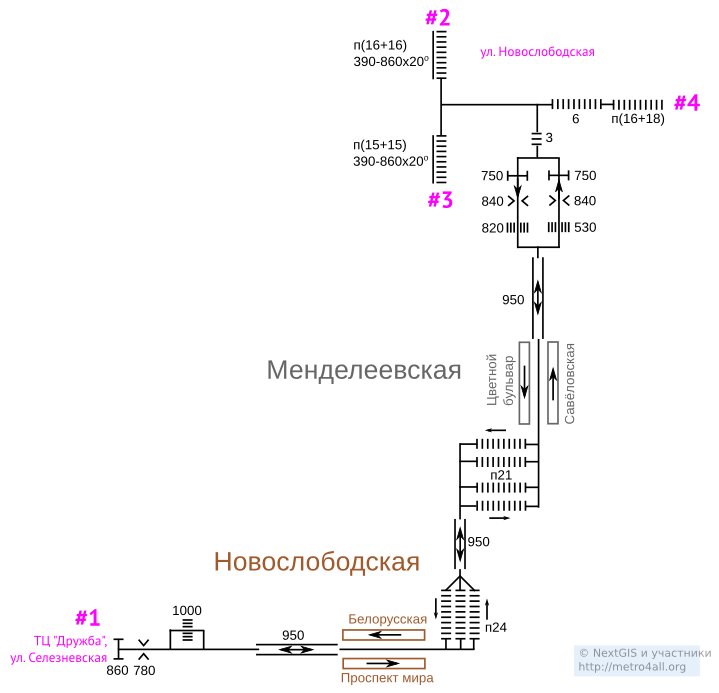 #2
п(16+16)
390-860x20°
ул. Новослободская
#4
6
п(16+18)
3
п(15+15)
390-860x20°
#3
750
750
840
840
820
530
950
Менделеевская
Цветной
бульвар
Савёловская
п21
950
Новослободская
п24
#1
ТЦ "Дружба",
ул. Селезневская
860
780
1000
950
Белорусская
Проспект мира
© NextGIS и участники
http://metro4all.org